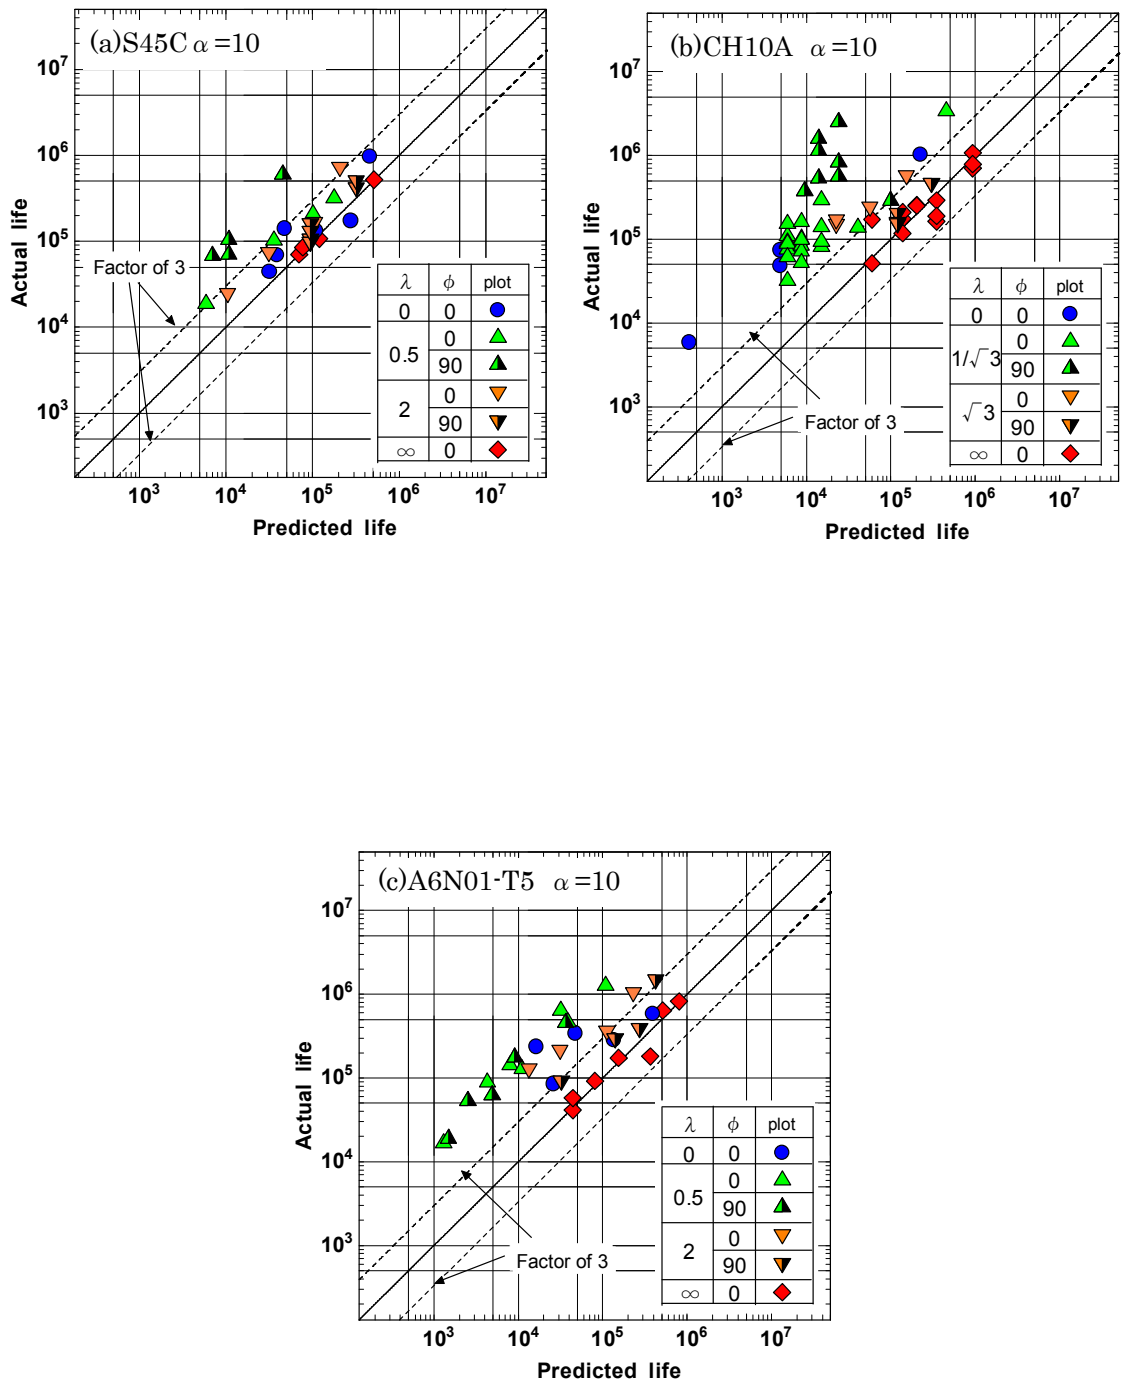 (a)S45C α=10
10⁷
10⁶
10⁵
10⁴
10³
Actual life
Factor of 3
λ ϕ plot
0 0
0.5 0
90
2 0
90
∞ 0
10³ 10⁴ 10⁵ 10⁶ 10⁷
Predicted life
(b)CH10A α=10
10⁷
10⁶
10⁵
10⁴
10³
Actual life
Factor of 3
λ ϕ plot
0 0
1/√3 0
90
√3 0
90
∞ 0
10³ 10⁴ 10⁵ 10⁶ 10⁷
Predicted life
(c)A6N01-T5 α=10
10⁷
10⁶
10⁵
10⁴
10³
Actual life
Factor of 3
λ ϕ plot
0 0
0.5 0
90
2 0
90
∞ 0
10³ 10⁴ 10⁵ 10⁶ 10⁷
Predicted life